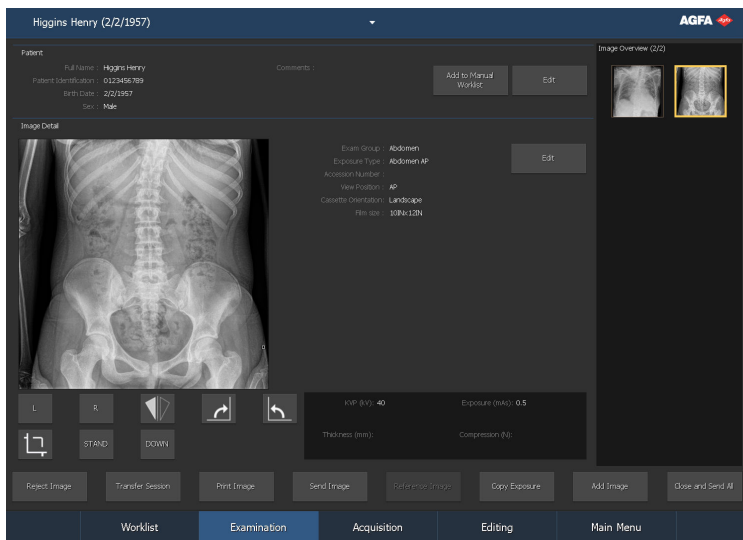 Higgins Henry (2/2/1957)
AGFA
Patient
Full Name : Higgins Henry
Comments :
Patient Identification : 0123456789
Birth Date : 2/2/1957
Sex : Male
Add to Manual
Worklist
Edit
Image Overview (2/2)
Image Detail
Exam Group : Abdomen
Exposure Type : Abdomen AP
Accession Number :
View Position : AP
Cassette Orientation: Landscape
Film size : 10INx12IN
Edit
L
R
STAND
DOWN
KVP (kV): 40
Exposure (mAs): 0.5
Thickness (mm):
Compression (N):
Reject Image
Transfer Session
Print Image
Send Image
Reference Image
Copy Exposure
Add Image
Close and Send All
Worklist
Examination
Acquisition
Editing
Main Menu